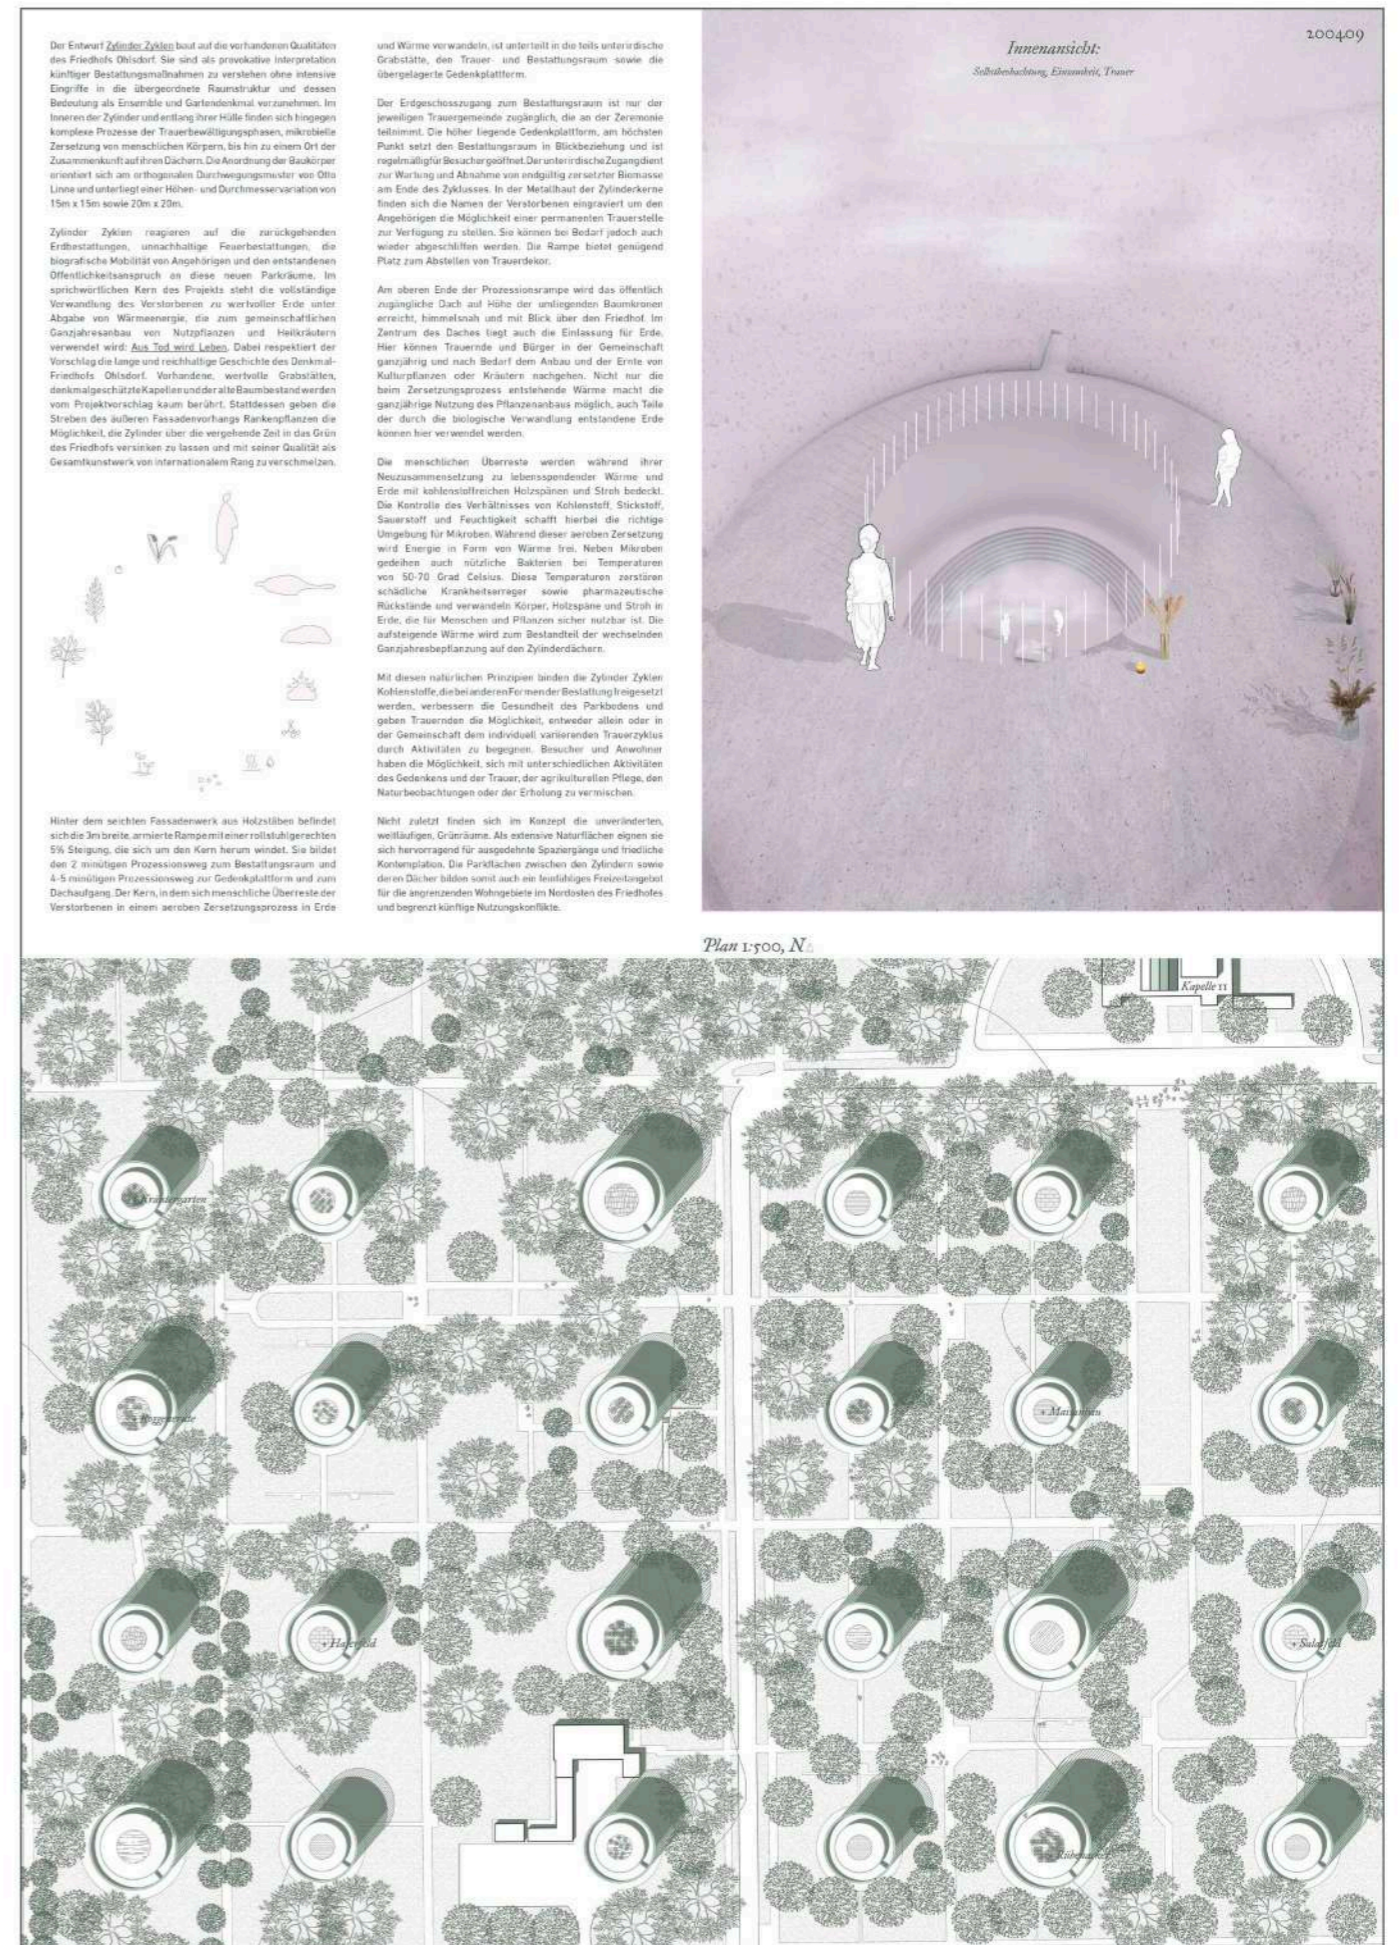 Der Entwurf Zylinder Zyklen baut auf die vorhandenen Qualitäten
des Friedhofs Ohlsdorf. Sie sind als provokative Interpretation
künftiger Bestattungsmaßnahmen zu verstehen ohne intensive
Eingriffe in die übergeordnete Raumstruktur und dessen
Bedeutung als Ensemble und Gartendenkmal vorzunehmen. Im
Inneren der Zylinder und entlang ihrer Hülle finden sich hingegen
komplexe Prozesse der Trauerbewältigungsphasen, mikrobielle
Zersetzung von menschlichen Körpern, bis hin zu einem Ort der
Zusammenkunft auf ihren Dächern. Die Anordnung der Baukörper
orientiert sich am orthogonalen Durchwegungsmuster von Otto
Linne und unterliegt einer Höhen- und Durchmesservariation von
15m x 15m sowie 20m x 20m.
Zylinder Zyklen reagieren auf die zurückgehenden
Erdbestattungen, unnachhaltige Feuerbestattungen, die
biografische Mobilität von Angehörigen und den entstandenen
Öffentlichkeitsanspruch an diese neuen Parkräume. Im
sprichwörtlichen Kern des Projekts steht die vollständige
Verwandlung des Verstorbenen zu wertvoller Erde unter
Abgabe von Wärmeenergie, die zum gemeinschaftlichen
Ganzjahresanbau von Nutzpflanzen und Heilkräutern
verwendet wird: Aus Tod wird Leben. Dabei respektiert der
Vorschlag die lange und reichhaltige Geschichte des Denkmal-
Friedhofs Ohlsdorf. Vorhandene, wertvolle Grabstätten,
denkmalgeschützte Kapellen und der alte Baumbestand werden
vom Projektvorschlag kaum berührt. Stattdessen geben die
Streben des äußeren Fassadenvorhangs Rankenpflanzen die
Möglichkeit, die Zylinder über die vergehende Zeit in das Grün
des Friedhofs versinken zu lassen und mit seiner Qualität als
Gesamtkunstwerk von internationalem Rang zu verschmelzen.
Hinter dem seichten Fassadenwerk aus Holzstäben befindet
sich die 3m breite, armierte Rampe mit einer rollstuhlgerechten
5% Steigung, die sich um den Kern herum windet. Sie bildet
den 2 minütigen Prozessionsweg zum Bestattungsraum und
4-5 minütigen Prozessionsweg zur Gedenkplattform und zum
Dachaufgang. Der Kern, in dem sich menschliche Überreste der
Verstorbenen in einem aeroben Zersetzungsprozess in Erde
und Wärme verwandeln, ist unterteilt in die teils unterirdische
Grabstätte, den Trauer- und Bestattungsraum sowie die
übergelagerte Gedenkplattform.
Der Erdgeschosszugang zum Bestattungsraum ist nur der
jeweiligen Trauergemeinde zugänglich, die an der Zeremonie
teilnimmt. Die höher liegende Gedenkplattform, am höchsten
Punkt setzt den Bestattungsraum in Blickbeziehung und ist
regelmäßig für Besucher geöffnet. Der unterirdische Zugang dient
zur Wartung und Abnahme von endgültig zersetzter Biomasse
am Ende des Zyklusses. In der Metallhaut der Zylinderkerne
finden sich die Namen der Verstorbenen eingraviert um den
Angehörigen die Möglichkeit einer permanenten Trauerstelle
zur Verfügung zu stellen. Sie können bei Bedarf jedoch auch
wieder abgeschliffen werden. Die Rampe bietet genügend
Platz zum Abstellen von Trauerdekor.
Am oberen Ende der Prozessionsrampe wird das öffentlich
zugängliche Dach auf Höhe der umliegenden Baumkronen
erreicht, himmelsnah und mit Blick über den Friedhof. Im
Zentrum des Daches liegt auch die Einlassung für Erde.
Hier können Trauernde und Bürger in der Gemeinschaft
ganzjährig und nach Bedarf dem Anbau und der Ernte von
Kulturpflanzen oder Kräutern nachgehen. Nicht nur die
beim Zersetzungsprozess entstehende Wärme macht die
ganzjährige Nutzung des Pflanzenanbaus möglich, auch Teile
der durch die biologische Verwandlung entstandene Erde
können hier verwendet werden.
Die menschlichen Überreste werden während ihrer
Neuzusammensetzung zu lebensspendender Wärme und
Erde mit kohlenstoffreichen Holzspänen und Stroh bedeckt.
Die Kontrolle des Verhältnisses von Kohlenstoff, Stickstoff,
Sauerstoff und Feuchtigkeit schafft hierbei die richtige
Umgebung für Mikroben. Während dieser aeroben Zersetzung
wird Energie in Form von Wärme frei. Neben Mikroben
gedeihen auch nützliche Bakterien bei Temperaturen
von 50-70 Grad Celsius. Diese Temperaturen zerstören
schädliche Krankheitserreger sowie pharmazeutische
Rückstände und verwandeln Körper, Holzspäne und Stroh in
Erde, die für Menschen und Pflanzen sicher nutzbar ist. Die
aufsteigende Wärme wird zum Bestandteil der wechselnden
Ganzjahresbepflanzung auf den Zylinderdächern.
Mit diesen natürlichen Prinzipien binden die Zylinder Zyklen
Kohlenstoffe, die bei anderen Formen der Bestattung freigesetzt
werden, verbessern die Gesundheit des Parkbodens und
geben Trauernden die Möglichkeit, entweder allein oder in
der Gemeinschaft dem individuell variierenden Trauerzyklus
durch Aktivitäten zu begegnen. Besucher und Anwohner
haben die Möglichkeit, sich mit unterschiedlichen Aktivitäten
des Gedenkens und der Trauer, der agrikulturellen Pflege, den
Naturbeobachtungen oder der Erholung zu vermischen.
Nicht zuletzt finden sich im Konzept die unveränderten,
weitläufigen, Grünräume. Als extensive Naturflächen eignen sie
sich hervorragend für ausgedehnte Spaziergänge und friedliche
Kontemplation. Die Parkflächen zwischen den Zylindern sowie
deren Dächer bilden somit auch ein feinfühliges Freizeitangebot
für die angrenzenden Wohngebiete im Nordosten des Friedhofes
und begrenzt künftige Nutzungskonflikte.
200409
Innenansicht:
Selbstbeobachtung, Einsamkeit, Trauer
Plan 1:500, N
Kapelle 11
Kräutergarten
Roggenernte
Maisanbau
Haferfeld
Salatfeld
Rübenacker